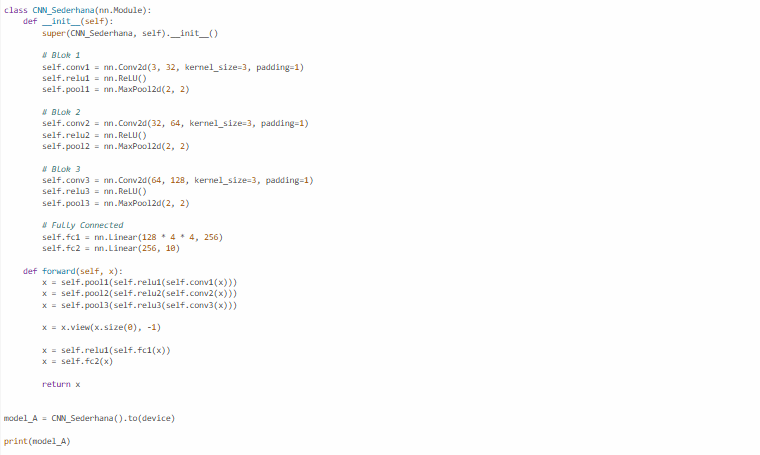 class CNN_Sederhana(nn.Module):
    def __init__(self):
        super(CNN_Sederhana, self).__init__()

        # Blok 1
        self.conv1 = nn.Conv2d(3, 32, kernel_size=3, padding=1)
        self.relu1 = nn.ReLU()
        self.pool1 = nn.MaxPool2d(2, 2)

        # Blok 2
        self.conv2 = nn.Conv2d(32, 64, kernel_size=3, padding=1)
        self.relu2 = nn.ReLU()
        self.pool2 = nn.MaxPool2d(2, 2)

        # Blok 3
        self.conv3 = nn.Conv2d(64, 128, kernel_size=3, padding=1)
        self.relu3 = nn.ReLU()
        self.pool3 = nn.MaxPool2d(2, 2)

        # Fully Connected
        self.fc1 = nn.Linear(128 * 4 * 4, 256)
        self.fc2 = nn.Linear(256, 10)

    def forward(self, x):
        x = self.pool1(self.relu1(self.conv1(x)))
        x = self.pool2(self.relu2(self.conv2(x)))
        x = self.pool3(self.relu3(self.conv3(x)))

        x = x.view(x.size(0), -1)

        x = self.relu1(self.fc1(x))
        x = self.fc2(x)

        return x

model_A = CNN_Sederhana().to(device)

print(model_A)